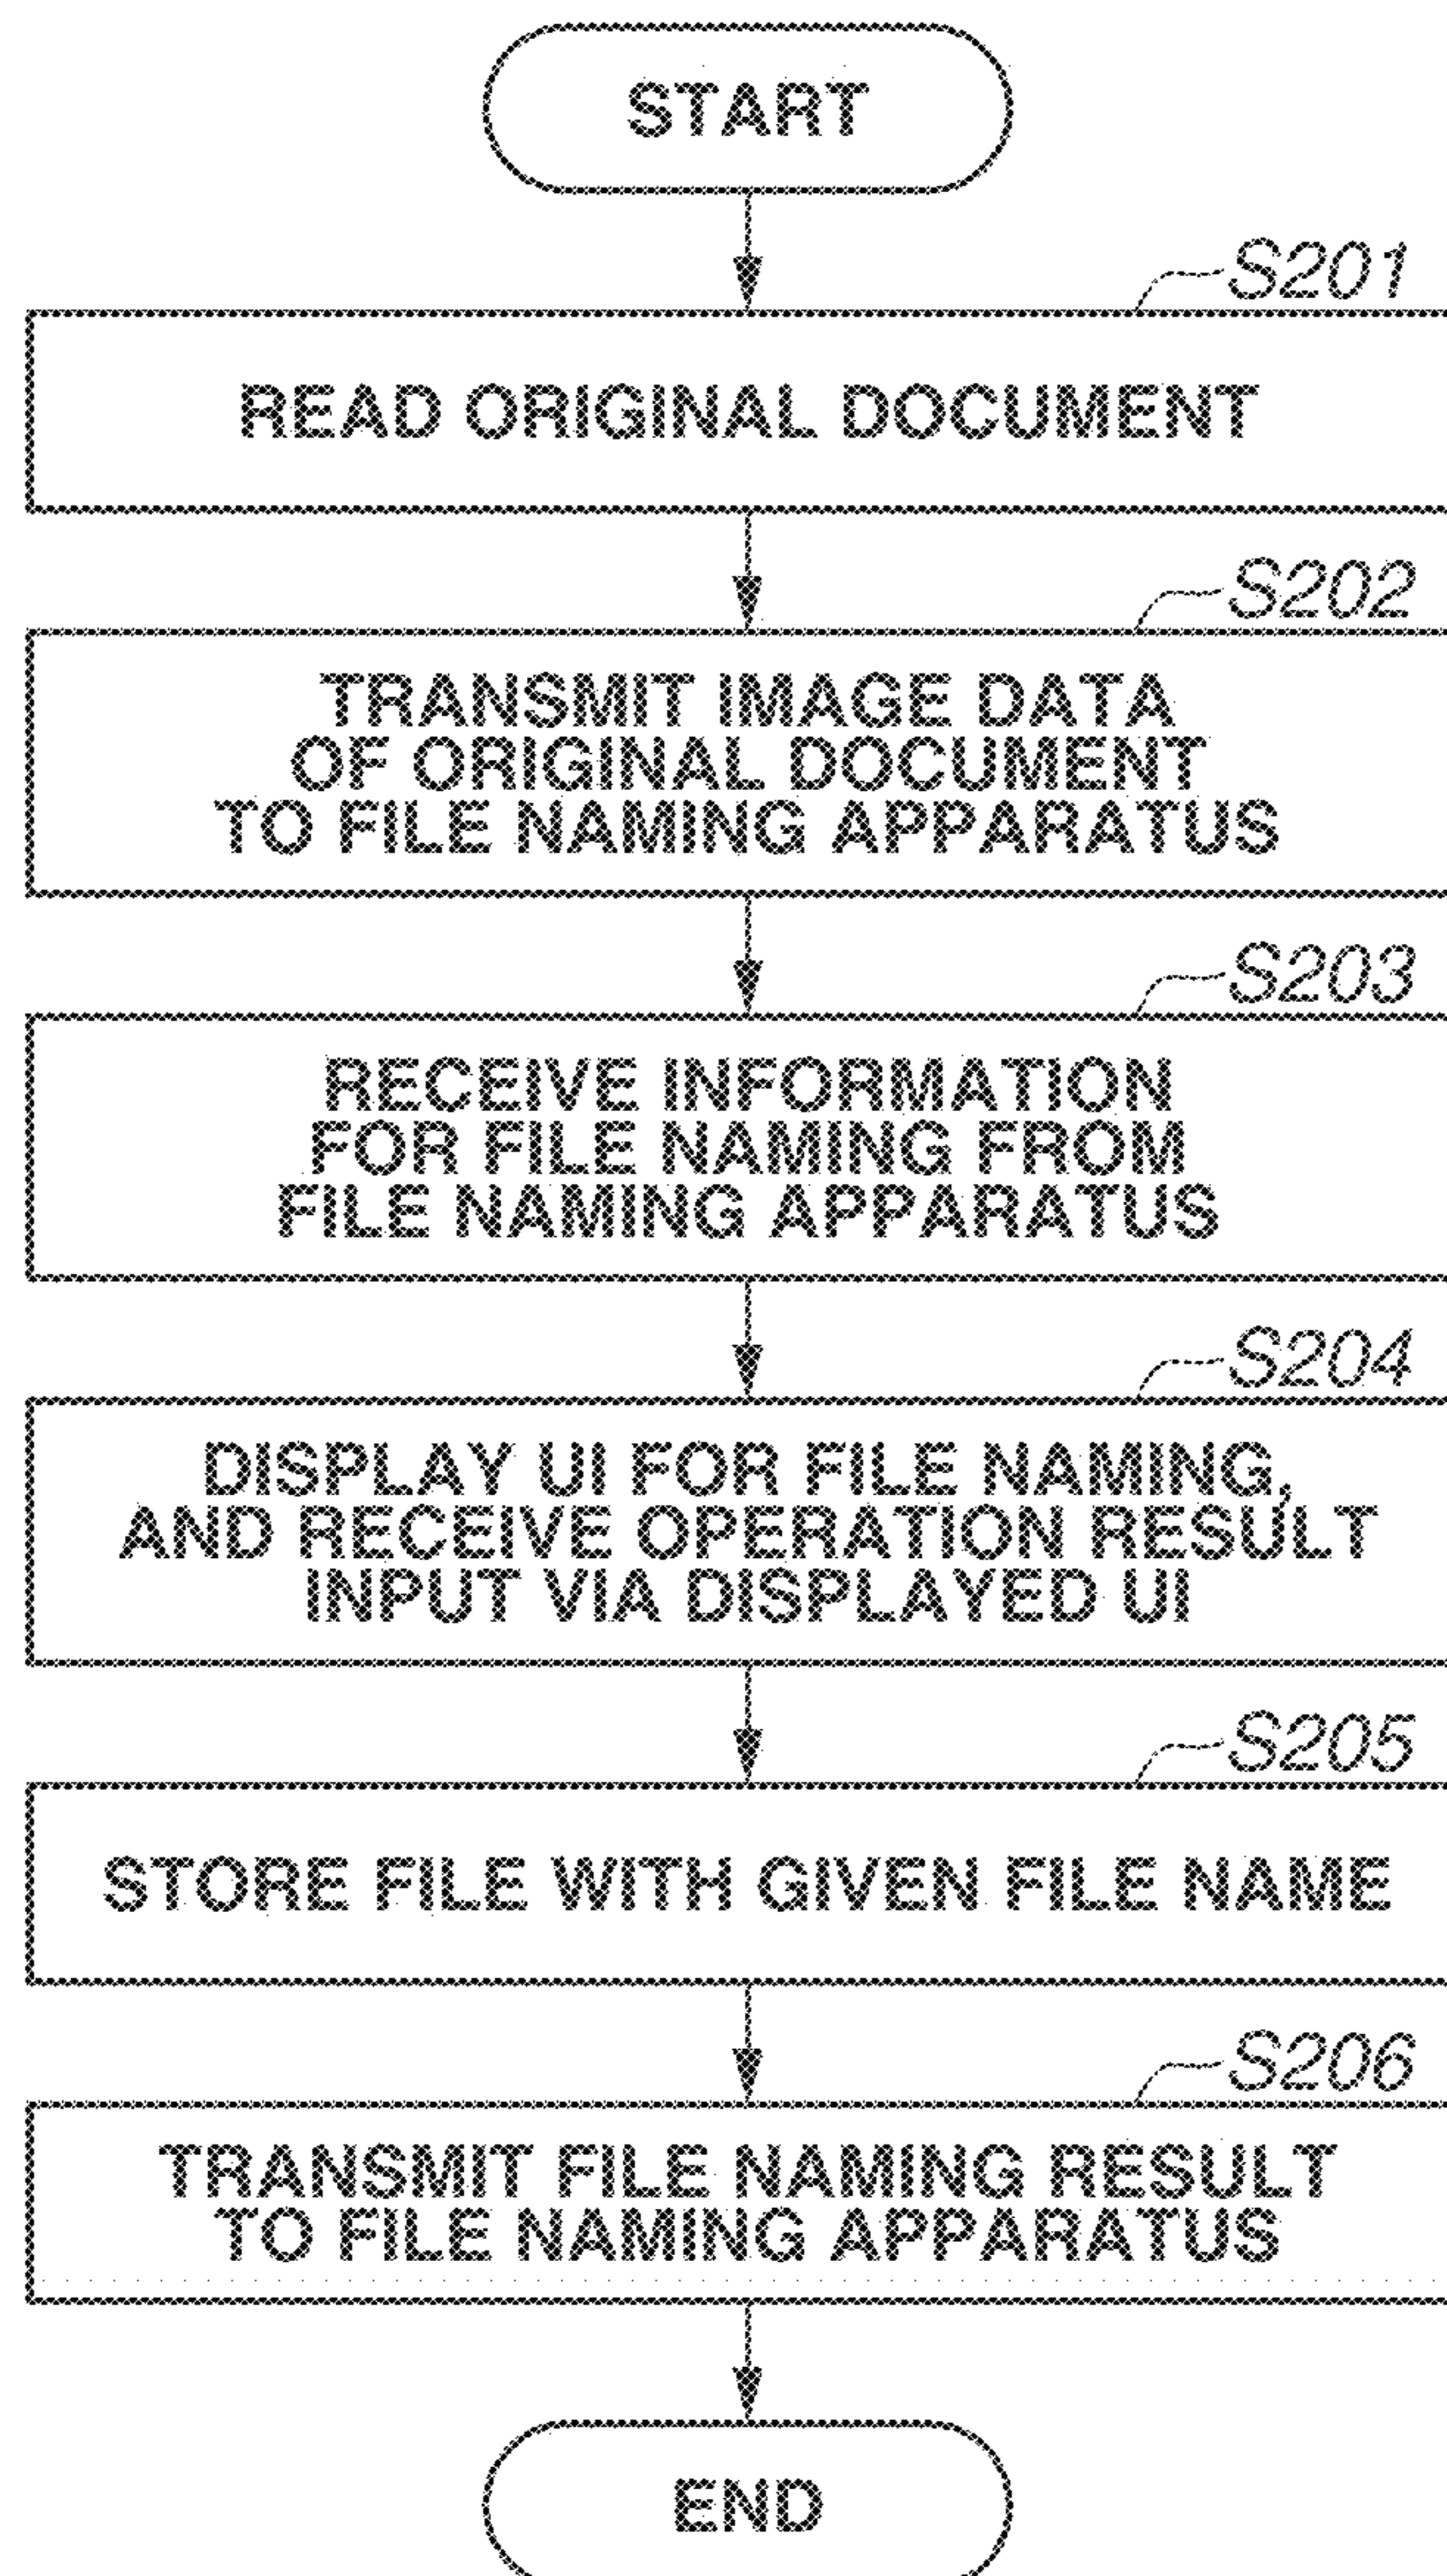 START
S201
READ ORIGINAL DOCUMENT
S202
TRANSMIT IMAGE DATA
OF ORIGINAL DOCUMENT
TO FILE NAMING APPARATUS
S203
RECEIVE INFORMATION
FOR FILE NAMING FROM
FILE NAMING APPARATUS
S204
DISPLAY UI FOR FILE NAMING,
AND RECEIVE OPERATION RESULT
INPUT VIA DISPLAYED UI
S205
STORE FILE WITH GIVEN FILE NAME
S206
TRANSMIT FILE NAMING RESULT
TO FILE NAMING APPARATUS
END